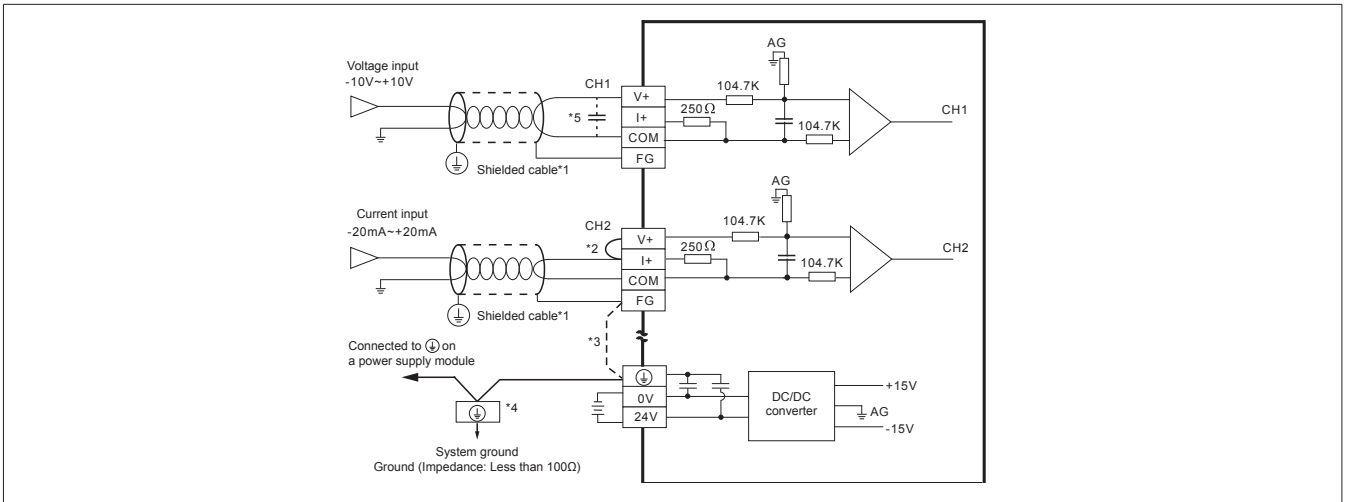 AG
Voltage input
-10V~+10V
CH1
V+
104.7K
*5
I+
250Ω
CH1
COM
104.7K
FG
Shielded cable*1
AG
Current input
-20mA~+20mA
CH2
V+
104.7K
*2
I+
250Ω
CH2
COM
104.7K
FG
Shielded cable*1
*3
Connected to ⏚ on
a power supply module
*4
0V
24V
DC/DC
converter
+15V
AG
-15V
System ground
Ground (Impedance: Less than 100Ω)